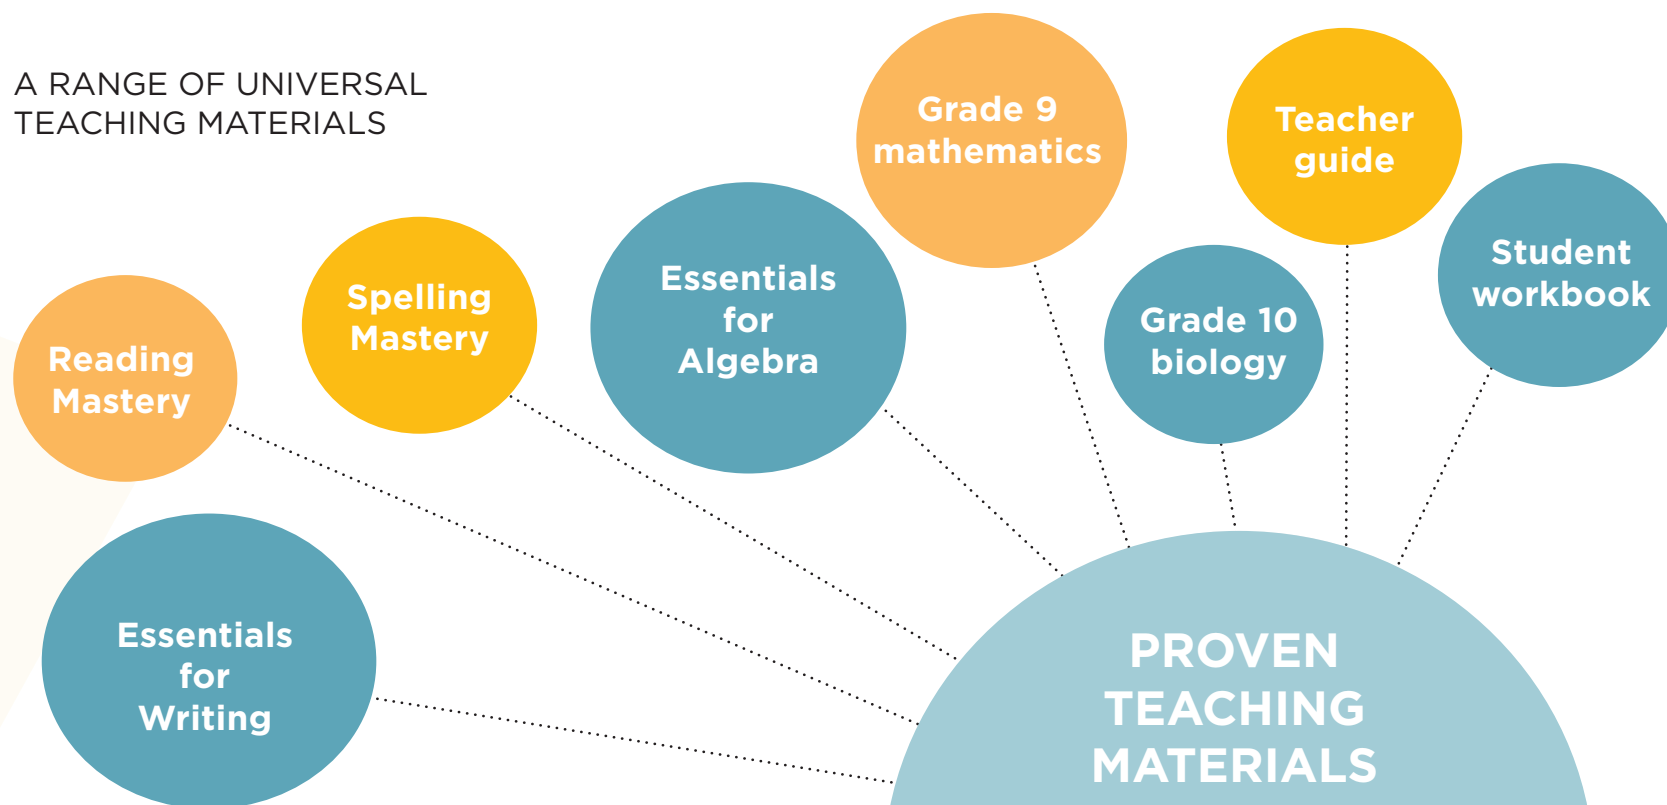 A RANGE OF UNIVERSAL
TEACHING MATERIALS
Grade 9
mathematics
Teacher
guide
Student
workbook
Essentials
for
Algebra
Spelling
Mastery
Grade 10
biology
Reading
Mastery
Essentials
for
Writing
PROVEN
TEACHING
MATERIALS